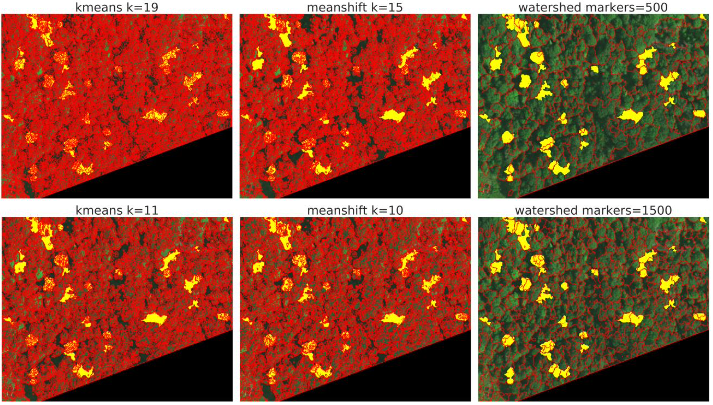 kmeans k=19
meanshift k=15
watershed markers=500
kmeans k=11
meanshift k=10
watershed markers=1500